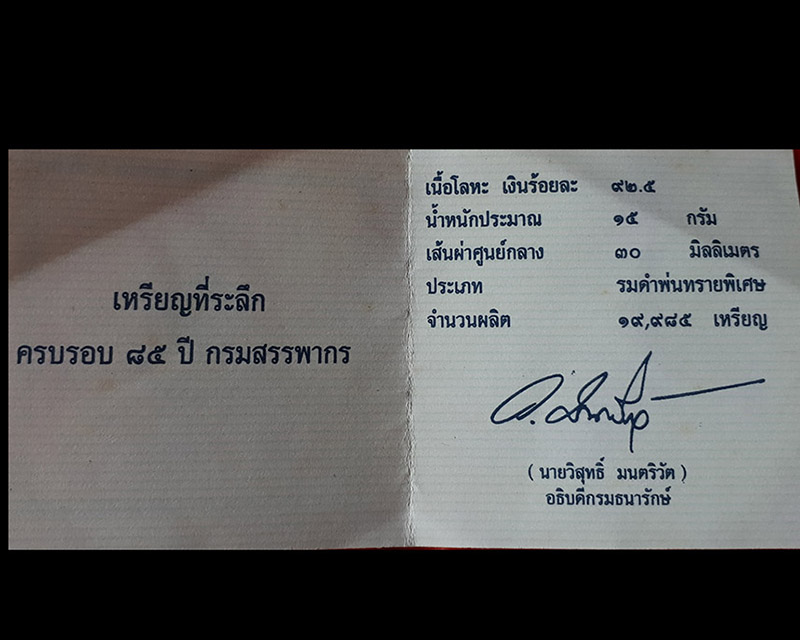 เหรียญที่ระลึก
ครบรอบ ๘๕ ปี กรมสรรพากร
เนื้อโลหะ เงินร้อยละ ๙๒.๕
น้ำหนักประมาณ ๑๕ กรัม
เส้นผ่าศูนย์กลาง ๓๐ มิลลิเมตร
ประเภท รมดำพ่นทรายพิเศษ
จำนวนผลิต ๑๙,๙๘๕ เหรียญ
( นายวิสุทธิ์ มนตริวัต )
อธิบดีกรมธนารักษ์